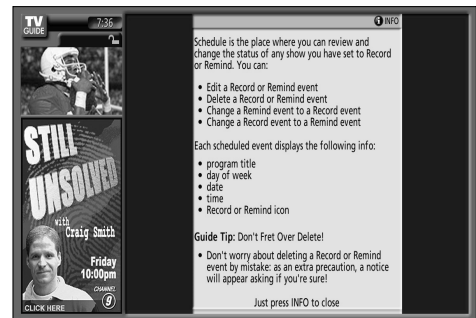 TV
GUIDE
7:36
i INFO
Schedule is the place where you can review and
change the status of any show you have set to Record
or Remind. You can:
• Edit a Record or Remind event
• Delete a Record or Remind event
• Change a Remind event to a Record event
• Change a Record event to a Remind event
Each scheduled event displays the following info:
• program title
• day of week
• date
• time
• Record or Remind icon
Guide Tip: Don't Fret Over Delete!
• Don't worry about deleting a Record or Remind
event by mistake: as an extra precaution, a notice
will appear asking if you're sure!
Just press INFO to close
STILL
UNSOLVED
with
Craig Smith
Friday
10:00pm
CHANNEL
9
CLICK HERE